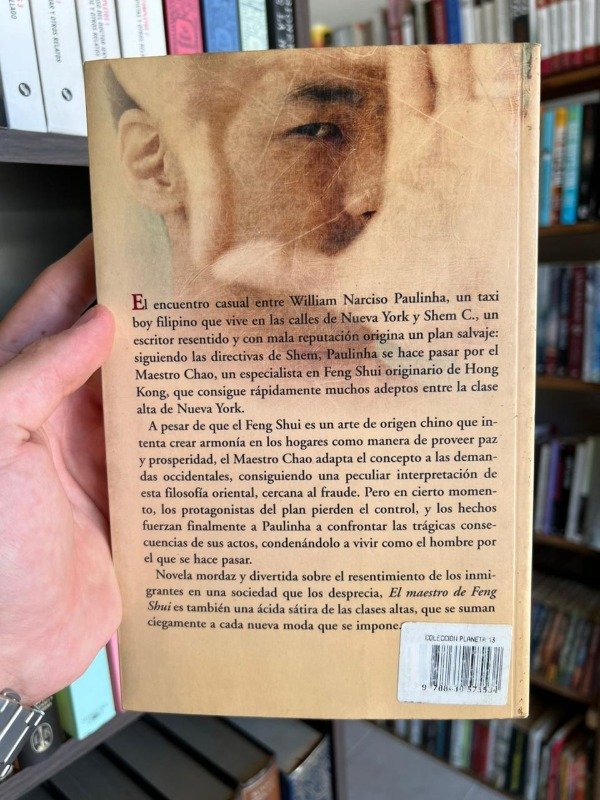 Y OTROS RELATOS
El encuentro casual entre William Narciso Paulinha, un taxi
boy filipino que vive en las calles de Nueva York y Shem C., un
escritor resentido y con mala reputación origina un plan salvaje:
siguiendo las directivas de Shem, Paulinha se hace pasar por el
Maestro Chao, un especialista en Feng Shui originario de Hong
Kong, que consigue rápidamente muchos adeptos entre la clase
alta de Nueva York.
A pesar de que el Feng Shui es un arte de origen chino que in-
tenta crear armonía en los hogares como manera de proveer paz
y prosperidad, el Maestro Chao adapta el concepto a las deman-
das occidentales, consiguiendo una peculiar interpretación de
esta filosofía oriental, cercana al fraude. Pero en cierto momen-
to, los protagonistas del plan pierden el control, y los hechos
fuerzan finalmente a Paulinha a confrontar las trágicas conse-
cuencias de sus actos, condenándolo a vivir como el hombre por
el que se hace pasar.
Novela mordaz y divertida sobre el resentimiento de los inmi-
grantes en una sociedad que los desprecia, El maestro de Feng
Shui es también una ácida sátira de las clases altas, que se suman
ciegamente a cada nueva moda que se impone.
COLECCION PLANETA 13